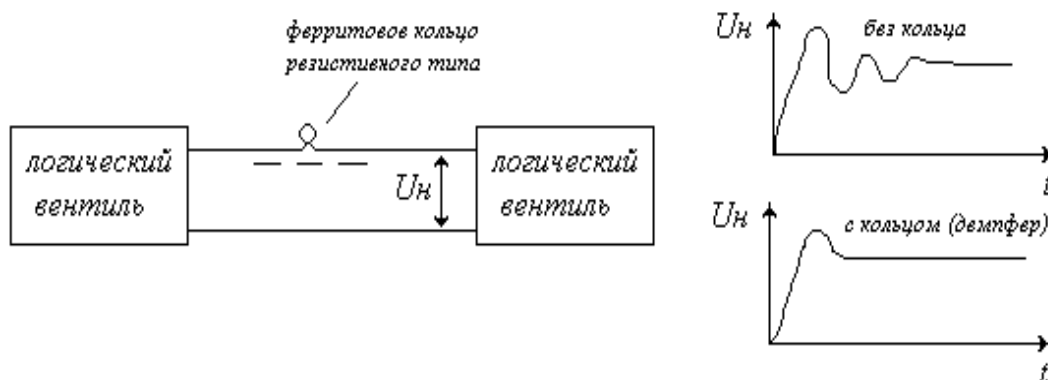 ферритовое кольцо
резистивного типа
логический
вентиль
Uн
логический
вентиль
Uн
без кольца
t
Uн
с кольцом (демпфер)
t